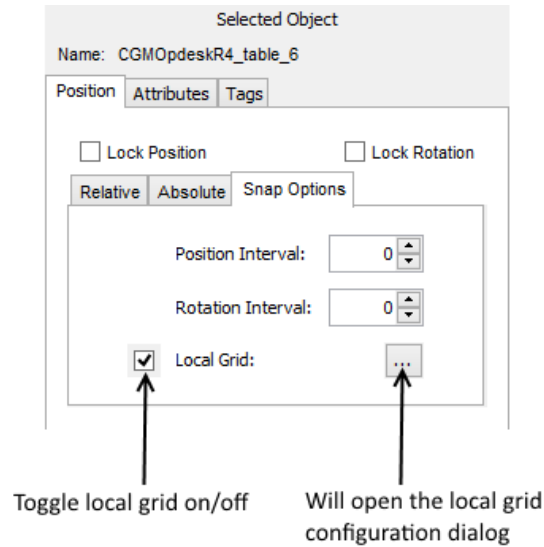 Selected Object
Name: CGMOpdeskR4_table_6
Position Attributes Tags
Lock Position Lock Rotation
Relative Absolute Snap Options
Position Interval: 0
Rotation Interval: 0
Local Grid: ...
Toggle local grid on/off
Will open the local grid
configuration dialog